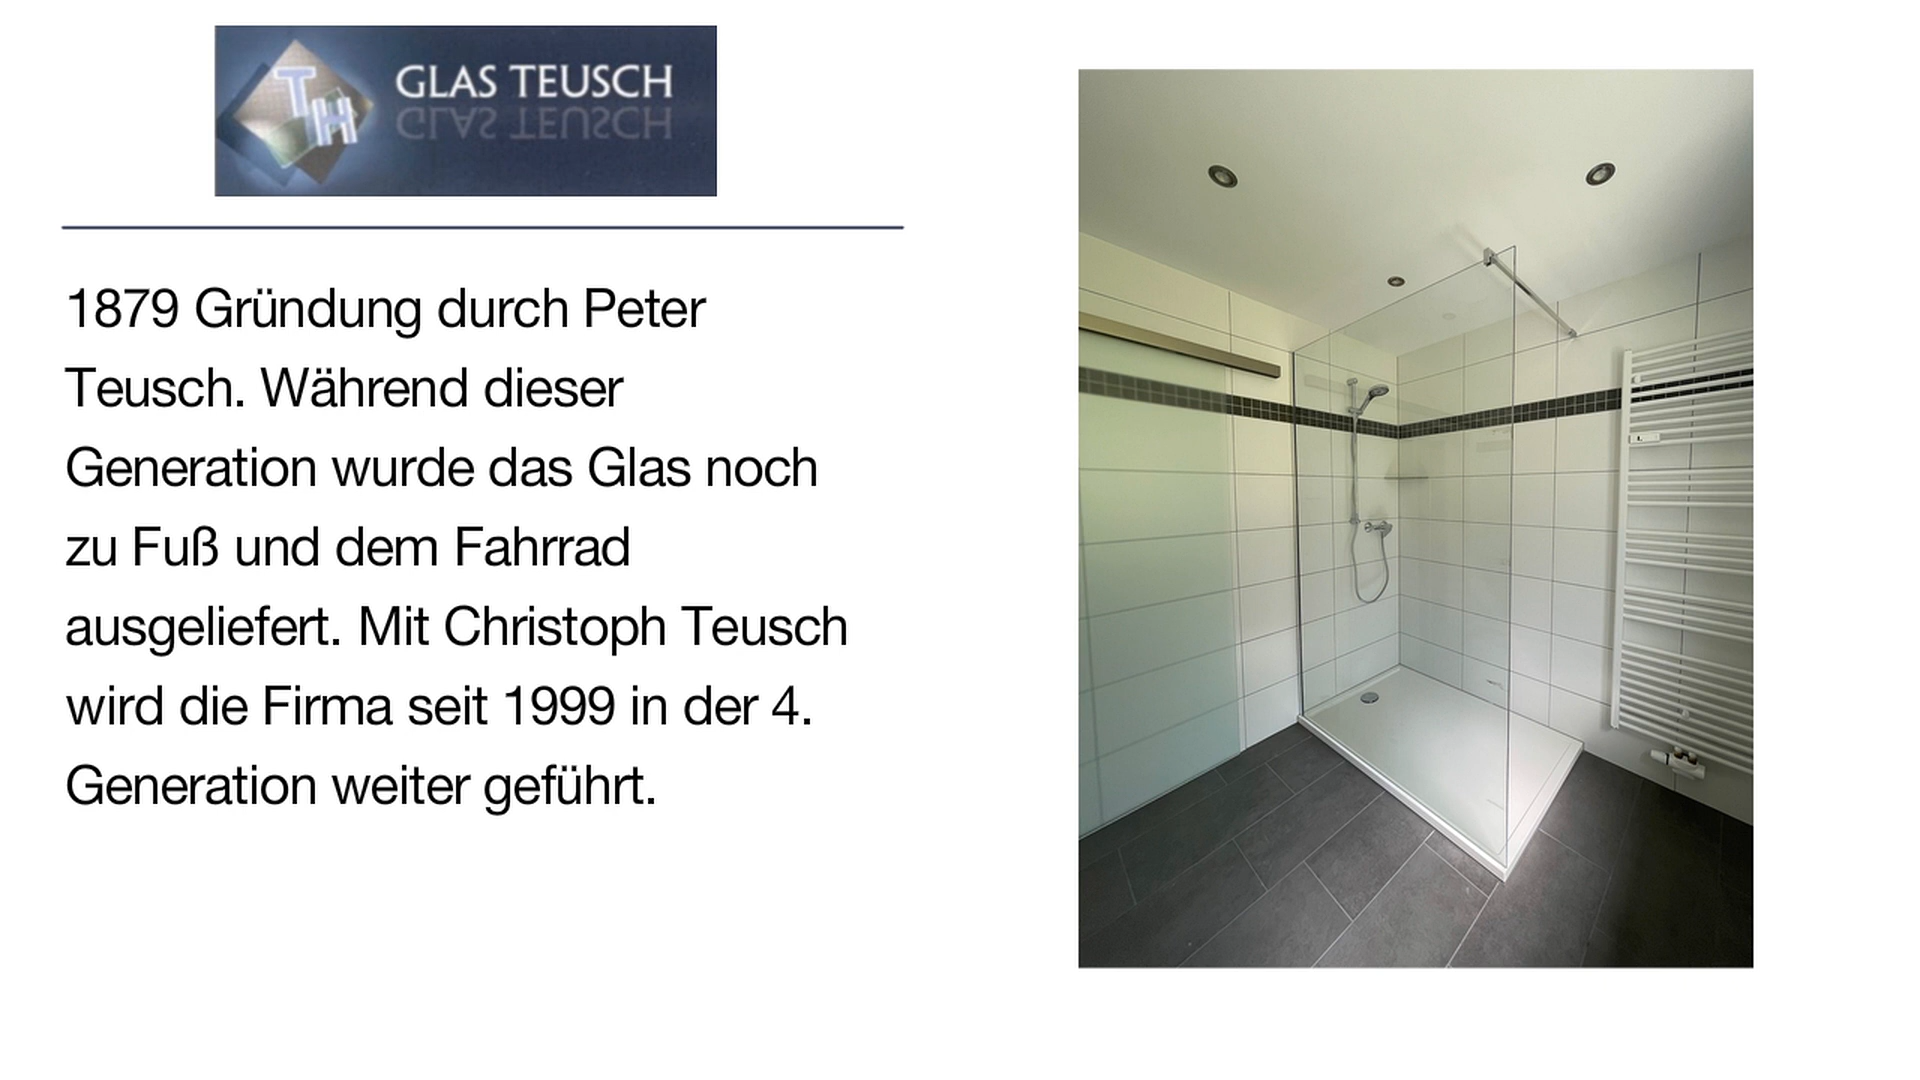 TH
GLAS TEUSCH
1879 Gründung durch Peter
Teusch. Während dieser
Generation wurde das Glas noch
zu Fuß und dem Fahrrad
ausgeliefert. Mit Christoph Teusch
wird die Firma seit 1999 in der 4.
Generation weiter geführt.